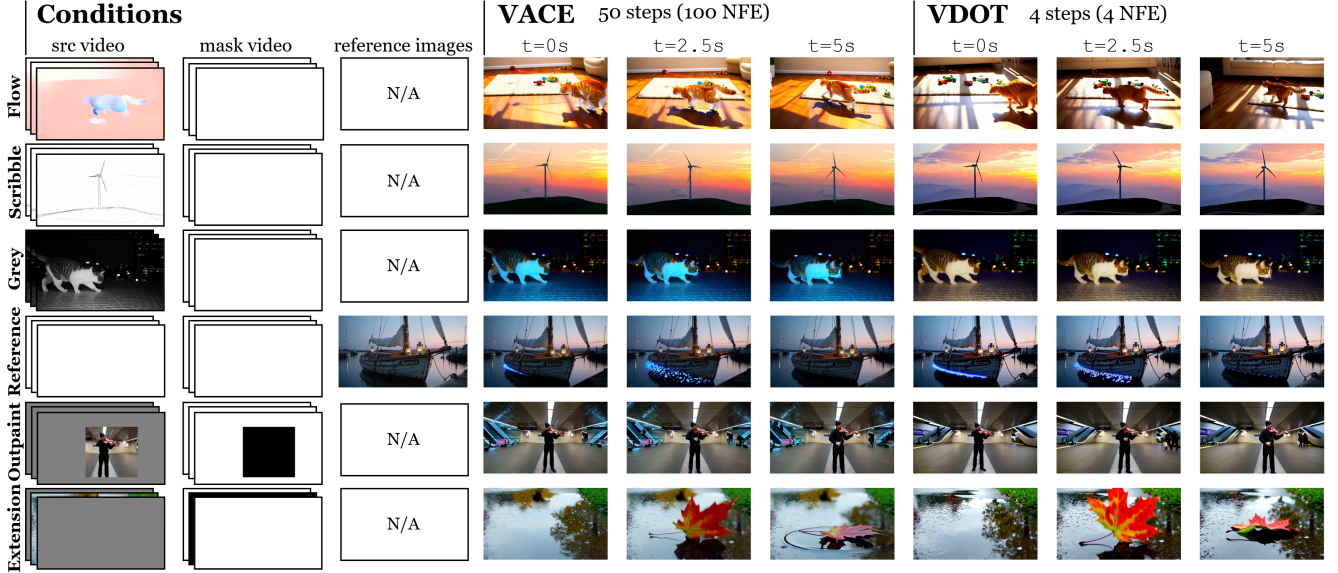 Conditions
VACE 50 steps (100 NFE)
VDOT 4 steps (4 NFE)
src video mask video reference images
t=0s t=2.5s t=5s t=0s t=2.5s t=5s
Flow
N/A
Scribble
N/A
Grey
N/A
Reference
Outpaint
N/A
Extension
N/A